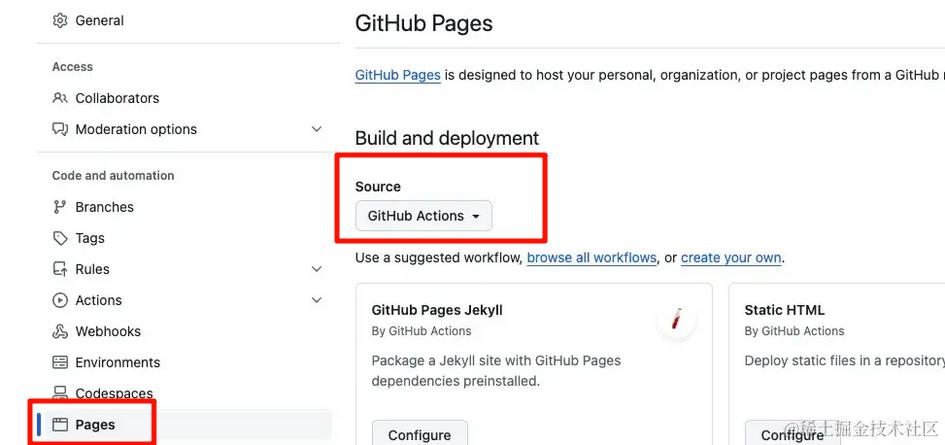 General
Access
Collaborators
Moderation options
Code and automation
Branches
Tags
Rules
Actions
Webhooks
Environments
Codespaces
Pages
GitHub Pages
GitHub Pages is designed to host your personal, organization, or project pages from a GitHub
Build and deployment
Source
GitHub Actions
Use a suggested workflow, browse all workflows, or create your own.
GitHub Pages Jekyll
By GitHub Actions
Package a Jekyll site with GitHub Pages
dependencies preinstalled.
Configure
Static HTML
By GitHub Actions
Deploy static files in a repository
Configure
@稀土掘金技术社区